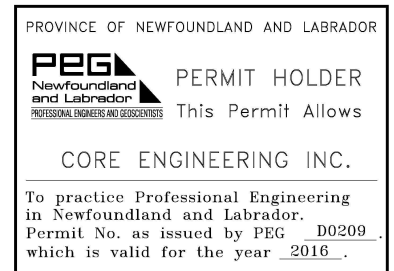 PROVINCE OF NEWFOUNDLAND AND LABRADOR
PEG
Newfoundland
and Labrador
PROFESSIONAL ENGINEERS AND GEOSCIENTISTS
PERMIT HOLDER
This Permit Allows
CORE ENGINEERING INC.
To practice Professional Engineering
in Newfoundland and Labrador.
Permit No. as issued by PEG D0209 .
which is valid for the year 2016 .